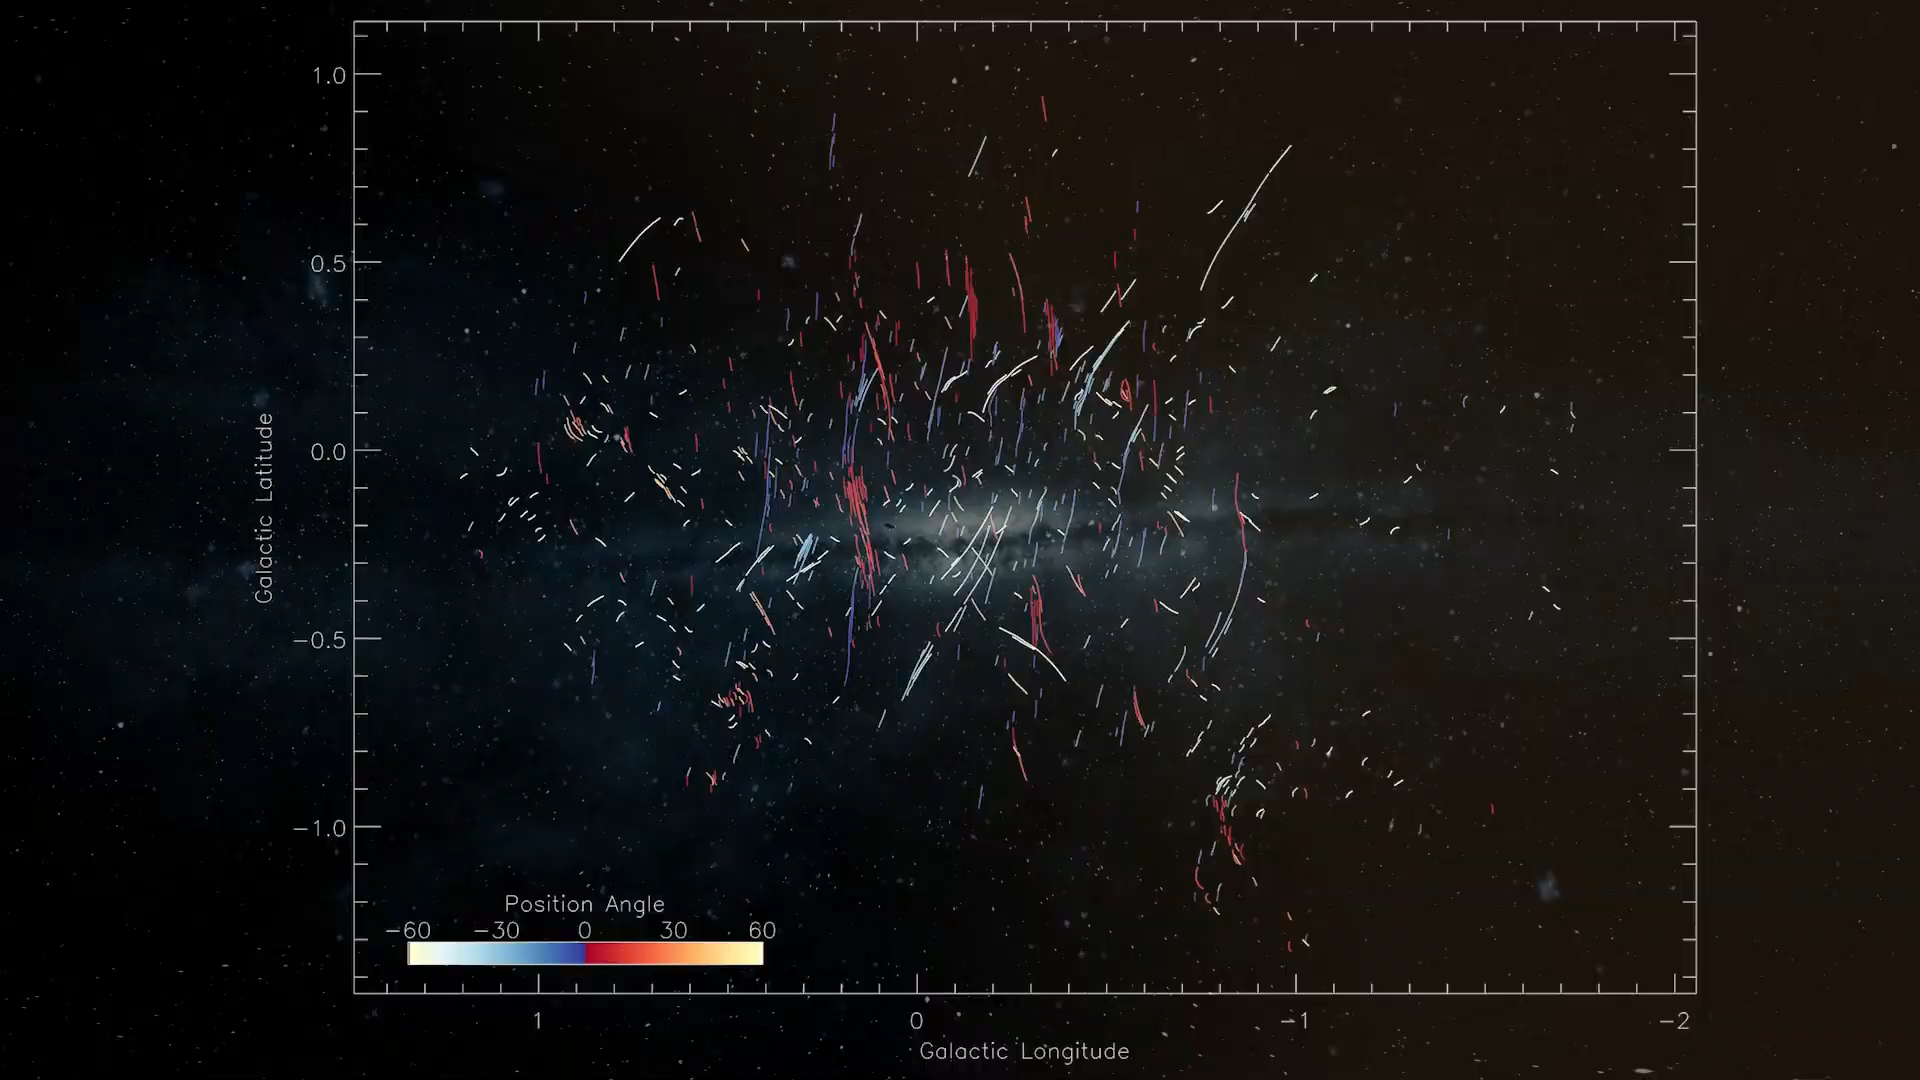 1.0
0.5
0.0
−0.5
−1.0
Galactic Latitude
Position Angle
−60 −30 0 30 60
1 0 −1 −2
Galactic Longitude